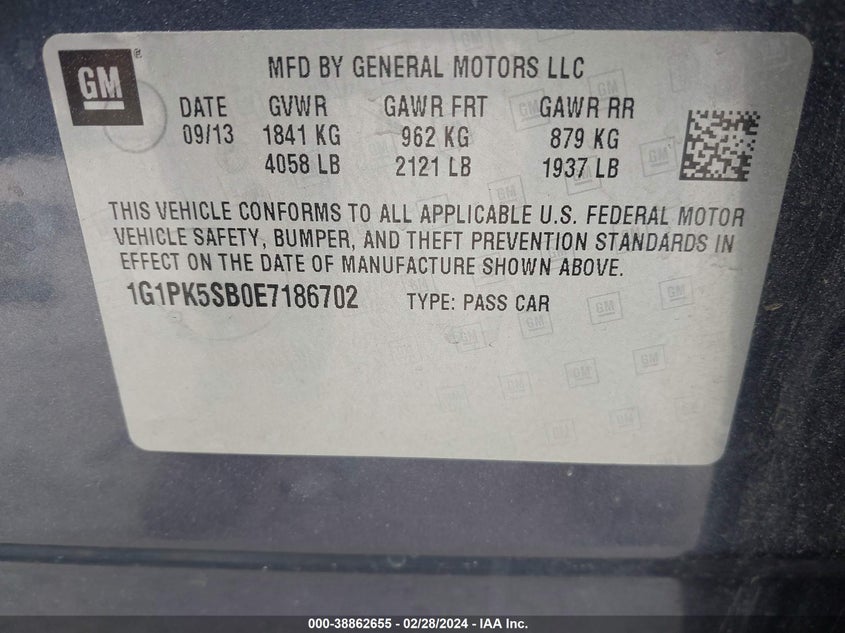 GM
MFD BY GENERAL MOTORS LLC
DATE GVWR GAWR FRT GAWR RR
09/13 1841 KG 962 KG 879 KG
4058 LB 2121 LB 1937 LB
THIS VEHICLE CONFORMS TO ALL APPLICABLE U.S. FEDERAL MOTOR
VEHICLE SAFETY, BUMPER, AND THEFT PREVENTION STANDARDS IN
EFFECT ON THE DATE OF MANUFACTURE SHOWN ABOVE.
1G1PK5SB0E7186702 TYPE: PASS CAR
000-38862655 - 02/28/2024 - IAA Inc.